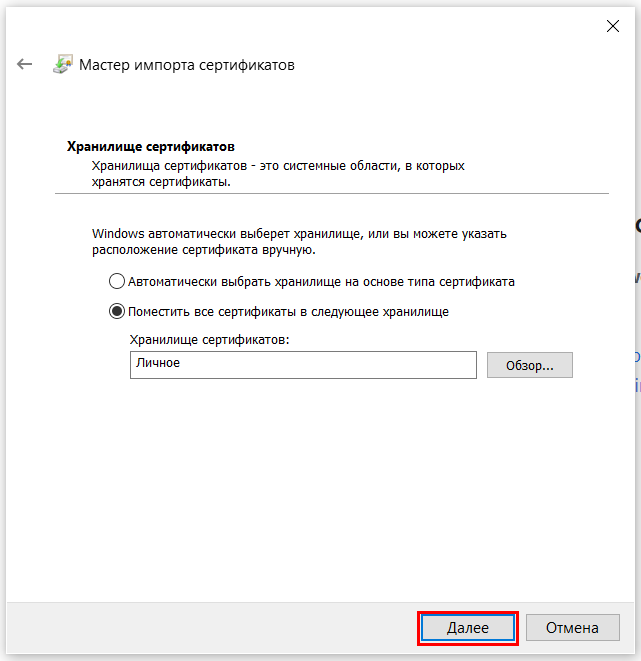 Мастер импорта сертификатов
Хранилище сертификатов
Хранилища сертификатов - это системные области, в которых
хранятся сертификаты.
Windows автоматически выберет хранилище, или вы можете указать
расположение сертификата вручную.
Автоматически выбрать хранилище на основе типа сертификата
Поместить все сертификаты в следующее хранилище
Хранилище сертификатов:
Личное
Обзор...
Далее
Отмена